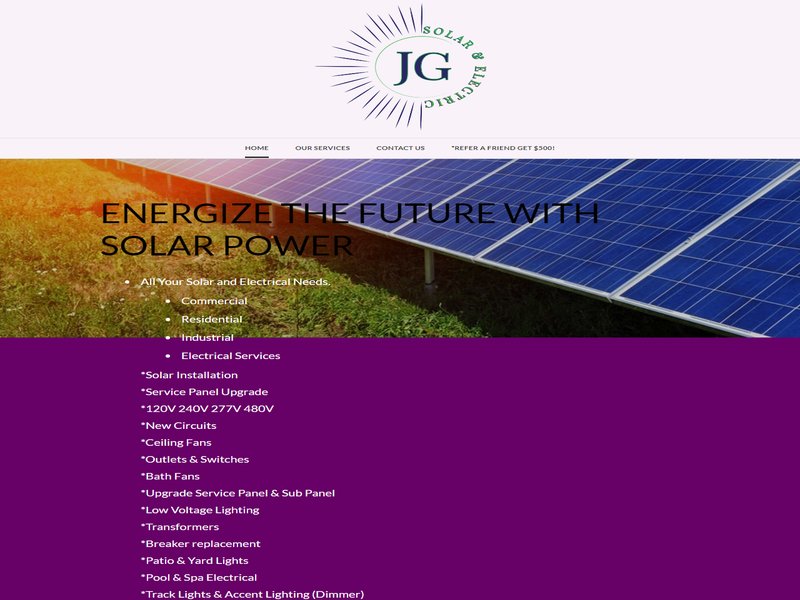 SOLAR & ELECTRIC
JG
HOME OUR SERVICES CONTACT US *REFER A FRIEND GET $500!
ENERGIZE THE FUTURE WITH
SOLAR POWER
• All Your Solar and Electrical Needs.
• Commercial
• Residential
• Industrial
• Electrical Services
*Solar Installation
*Service Panel Upgrade
*120V 240V 277V 480V
*New Circuits
*Ceiling Fans
*Outlets & Switches
*Bath Fans
*Upgrade Service Panel & Sub Panel
*Low Voltage Lighting
*Transformers
*Breaker replacement
*Patio & Yard Lights
*Pool & Spa Electrical
*Track Lights & Accent Lighting (Dimmer)